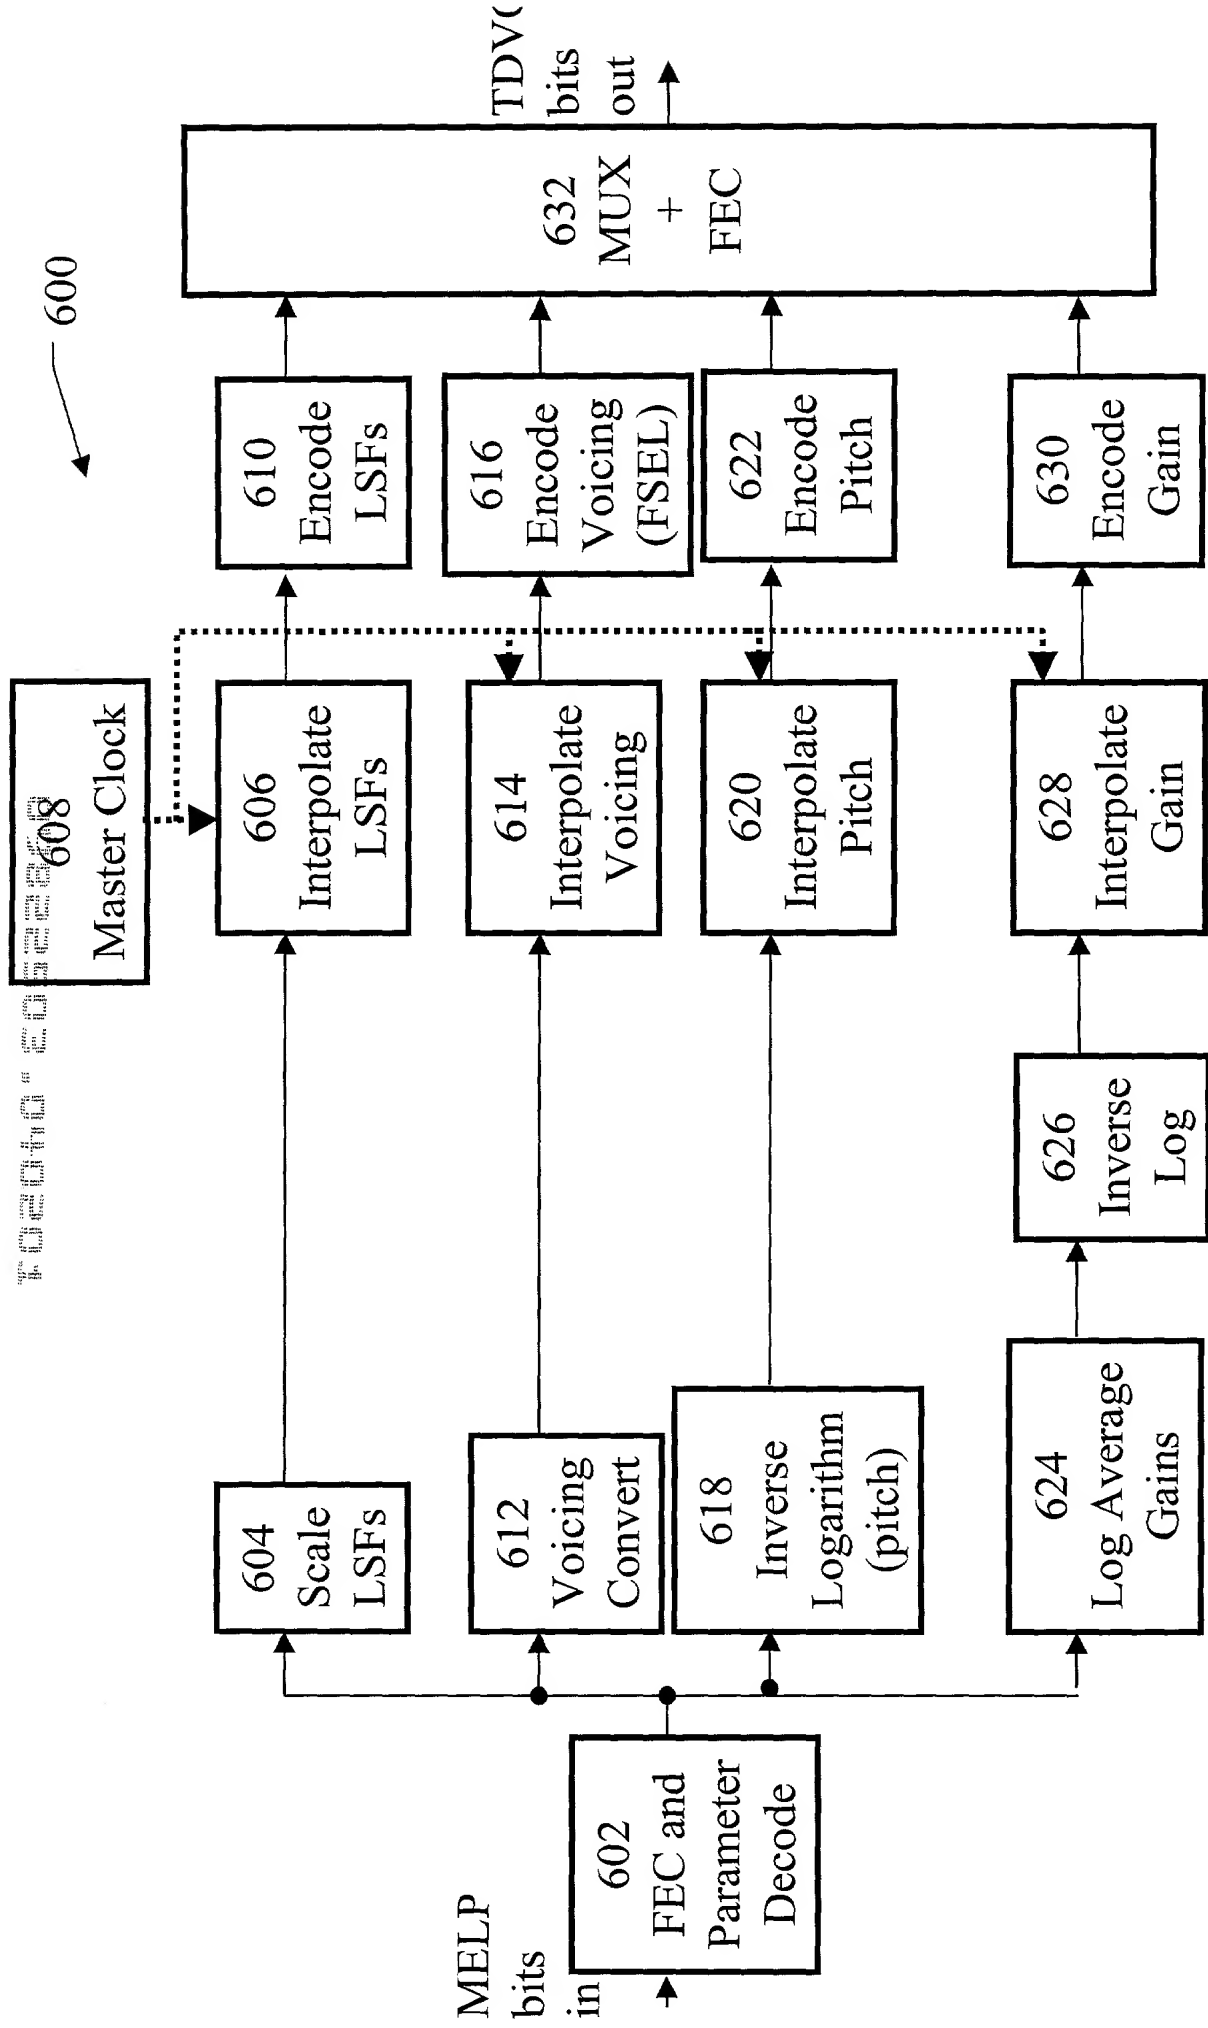 600
608
Master Clock
MELP
bits
in
602
FEC and
Parameter
Decode
604
Scale
LSFs
606
Interpolate
LSFs
610
Encode
LSFs
612
Voicing
Convert
614
Interpolate
Voicing
616
Encode
Voicing
(FSEL)
618
Inverse
Logarithm
(pitch)
620
Interpolate
Pitch
622
Encode
Pitch
624
Log Average
Gains
626
Inverse
Log
628
Interpolate
Gain
630
Encode
Gain
632
MUX
+
FEC
bits
out